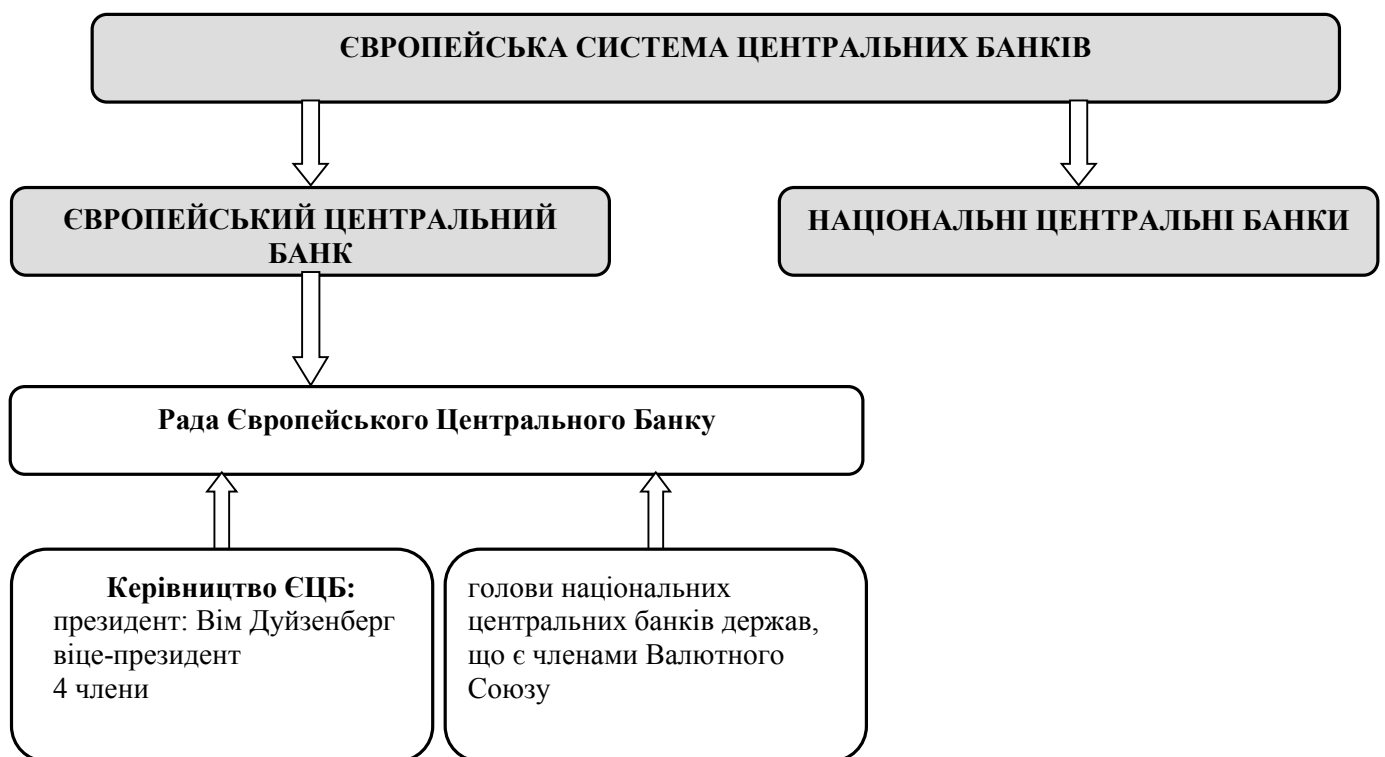 ЄВРОПЕЙСЬКА СИСТЕМА ЦЕНТРАЛЬНИХ БАНКІВ
ЄВРОПЕЙСЬКИЙ ЦЕНТРАЛЬНИЙ
БАНК
НАЦІОНАЛЬНІ ЦЕНТРАЛЬНІ БАНКИ
Рада Європейського Центрального Банку
Керівництво ЄЦБ:
президент: Вім Дуйзенберг
віце-президент
4 члени
голови національних
центральних банків держав,
що є членами Валютного
Союзу